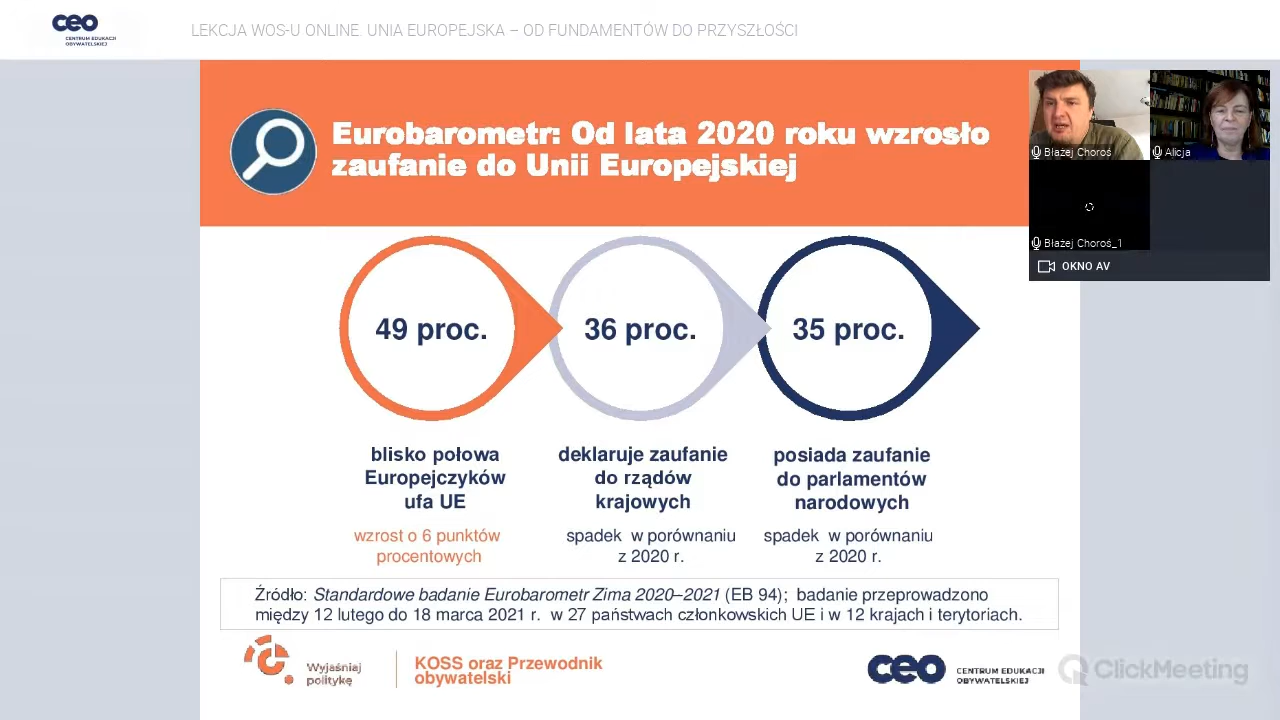 ceo
CENTRUM EDUKACJI
OBYWATELSKIEJ
LEKCJA WOS-U ONLINE. UNIA EUROPEJSKA – OD FUNDAMENTÓW DO PRZYSZŁOŚCI
Eurobarometr: Od lata 2020 roku wzrosło
zaufanie do Unii Europejskiej
Błażej Choroś
Alicja
Błażej Choroś_1
OKNO AV
49 proc.
36 proc.
35 proc.
blisko połowa
Europejczyków
ufa UE
wzrost o 6 punktów
procentowych
deklaruje zaufanie
do rządów
krajowych
spadek w porównaniu
z 2020 r.
posiada zaufanie
do parlamentów
narodowych
spadek w porównaniu
z 2020 r.
Źródło: Standardowe badanie Eurobarometr Zima 2020–2021 (EB 94); badanie przeprowadzono
między 12 lutego do 18 marca 2021 r. w 27 państwach członkowskich UE i w 12 krajach i terytoriach.
Wyjaśniaj
politykę
KOSS oraz Przewodnik
obywatelski
ceo
CENTRUM EDUKACJI
OBYWATELSKIEJ
ClickMeeting